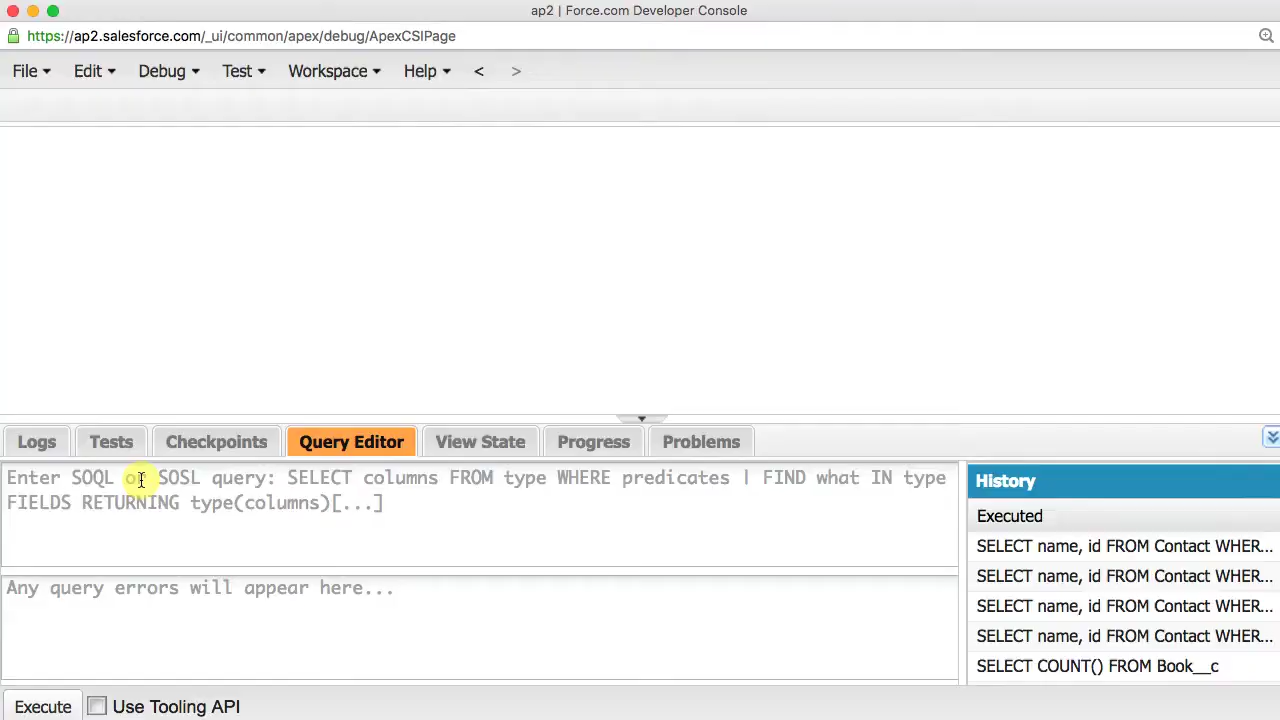 ap2 | Force.com Developer Console
https://ap2.salesforce.com/_ui/common/apex/debug/ApexCSIPage
File Edit Debug Test Workspace Help < >
Logs Tests Checkpoints Query Editor View State Progress Problems
Enter SOQL or SOSL query: SELECT columns FROM type WHERE predicates | FIND what IN type
FIELDS RETURNING type(columns)[...]
Any query errors will appear here...
History
Executed
SELECT name, id FROM Contact WHER...
SELECT name, id FROM Contact WHER...
SELECT name, id FROM Contact WHER...
SELECT name, id FROM Contact WHER...
SELECT COUNT() FROM Book__c
Execute Use Tooling API